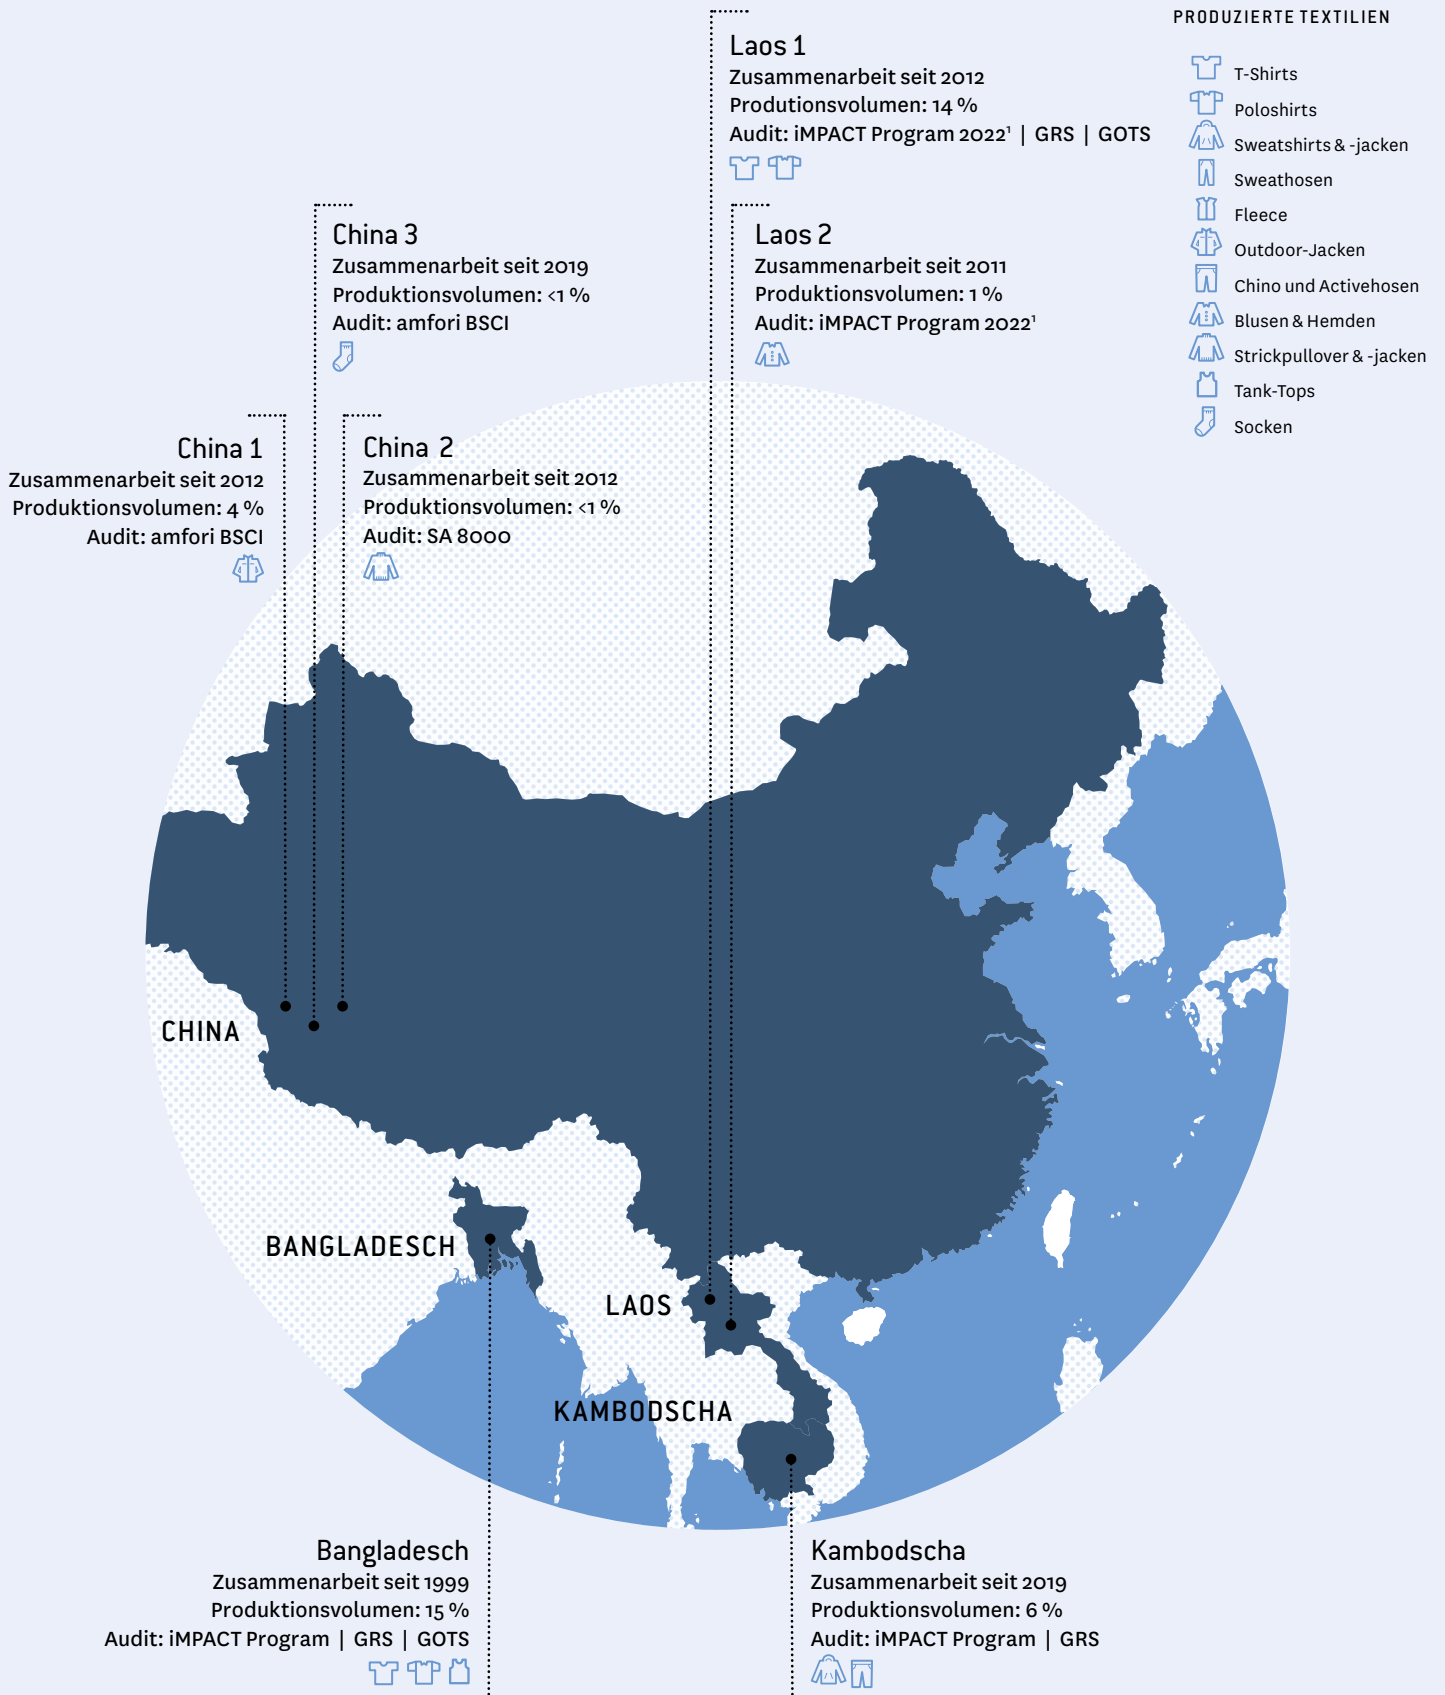 PRODUZIERTE TEXTILIEN
T-Shirts
Poloshirts
Sweatshirts & -jacken
Sweathosen
Fleece
Outdoor-Jacken
Chino und Activehosen
Blusen & Hemden
Strickpullover & -jacken
Tank-Tops
Socken
Laos 1
Zusammenarbeit seit 2012
Produtionsvolumen: 14 %
Audit: iMPACT Program 2022¹ | GRS | GOTS
China 3
Zusammenarbeit seit 2019
Produktionsvolumen: <1 %
Audit: amfori BSCI
Laos 2
Zusammenarbeit seit 2011
Produktionsvolumen: 1 %
Audit: iMPACT Program 2022¹
China 1
Zusammenarbeit seit 2012
Produktionsvolumen: 4 %
Audit: amfori BSCI
China 2
Zusammenarbeit seit 2012
Produktionsvolumen: <1 %
Audit: SA 8000
CHINA
BANGLADESCH
LAOS
KAMBODSCHA
Bangladesch
Zusammenarbeit seit 1999
Produktionsvolumen: 15 %
Audit: iMPACT Program | GRS | GOTS
Kambodscha
Zusammenarbeit seit 2019
Produktionsvolumen: 6 %
Audit: iMPACT Program | GRS